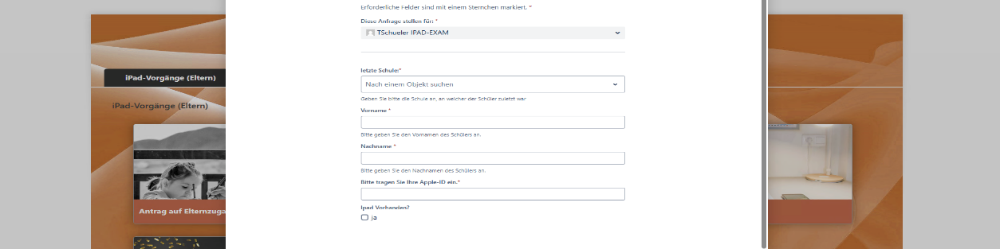 Erforderliche Felder sind mit einem Sternchen markiert. *
Diese Anfrage stellen für: *
TSchueler IPAD-EXAM
letzte Schule:*
Nach einem Objekt suchen
Geben Sie bitte die Schule an, an welcher der Schüler zuletzt war
Vorname *
Bitte geben Sie den Vornamen des Schülers an.
Nachname *
Bitte geben Sie den Nachnamen des Schülers an.
Bitte tragen Sie Ihre Apple-ID ein.*
Ipad Vorhanden?
ja
iPad-Vorgänge (Eltern)
iPad-Vorgänge (Eltern)
Antrag auf Elternzuga